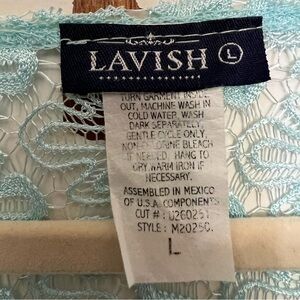 LAVISH L
TURN GARMENT INSIDE
OUT, MACHINE WASH IN
COLD WATER, WASH
DARK SEPARATELY,
GENTLE CYCLE ONLY,
NON-CHLORINE BLEACH
IF NEEDED. HANG TO
DRY, WARM IRON IF
NECESSARY.
ASSEMBLED IN MEXICO
OF U.S.A. COMPONENTS
CUT # : U260251
STYLE : M20250.
L